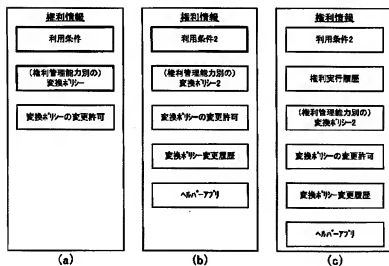 権利情報
利用条件
(権利管理能力別の)
変換ポリシー
変換ポリシーの変更許可
(a)
権利情報
利用条件2
(権利管理能力別の)
変換ポリシー2
変換ポリシーの変更許可
変換ポリシー変更履歴
ヘルパーアプリ
(b)
権利情報
利用条件2
権利実行履歴
(権利管理能力別の)
変換ポリシー2
変換ポリシーの変更許可
変換ポリシー変更履歴
ヘルパーアプリ
(c)